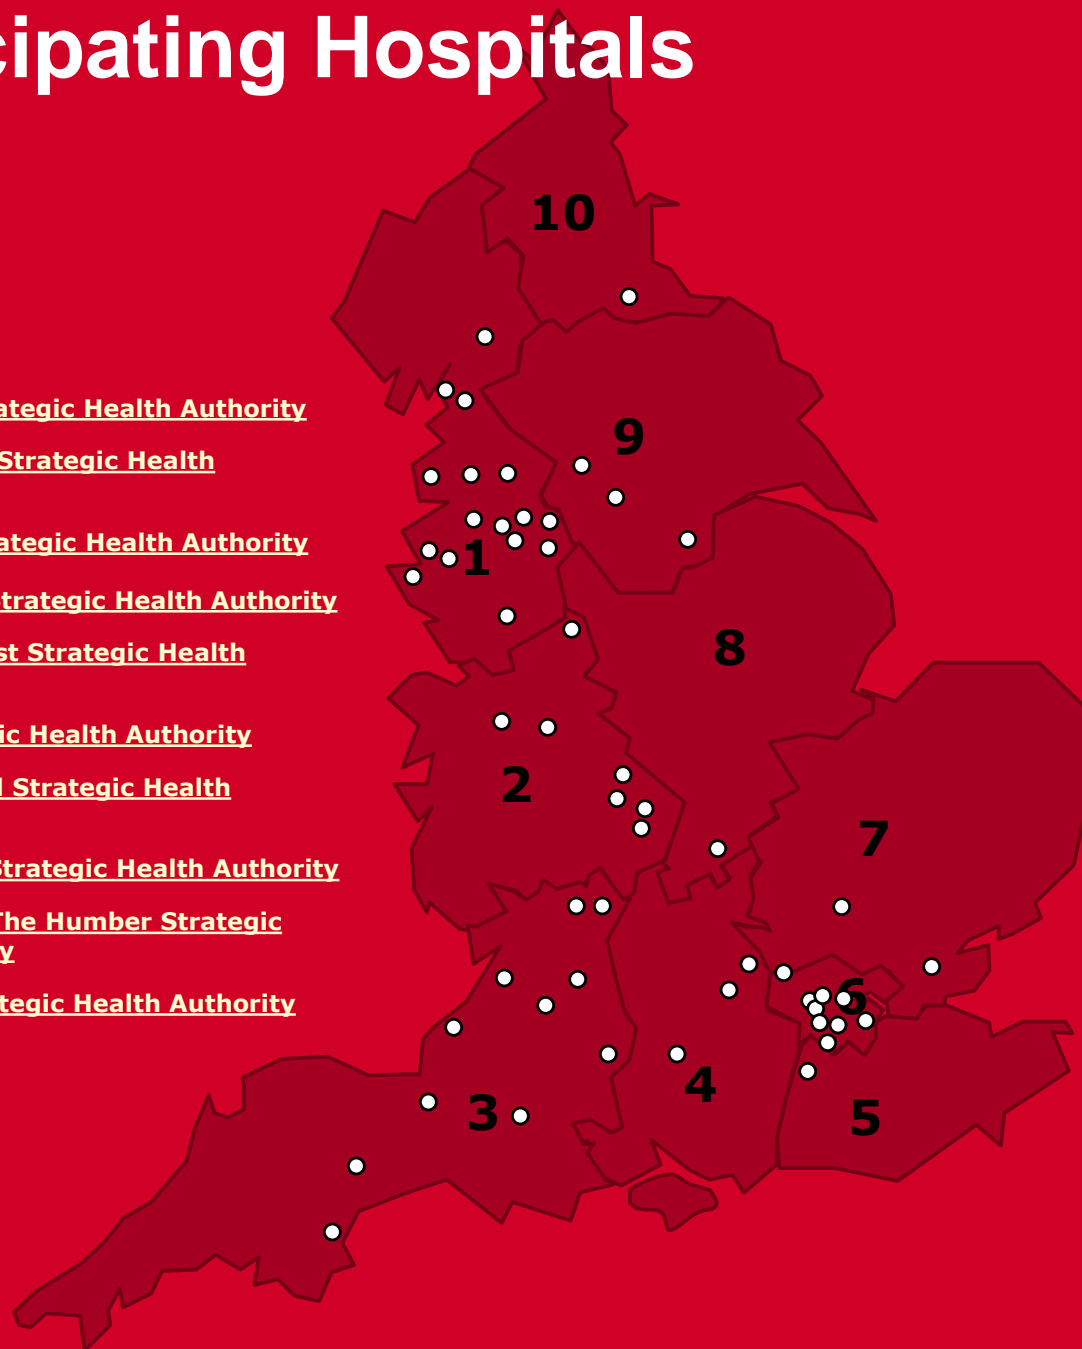 cipating Hospitals
ategic Health Authority
Strategic Health
ategic Health Authority
trategic Health Authority
st Strategic Health
ic Health Authority
l Strategic Health
Strategic Health Authority
The Humber Strategic
y
tegic Health Authority
10
9
1
8
2
7
6
4
3
5